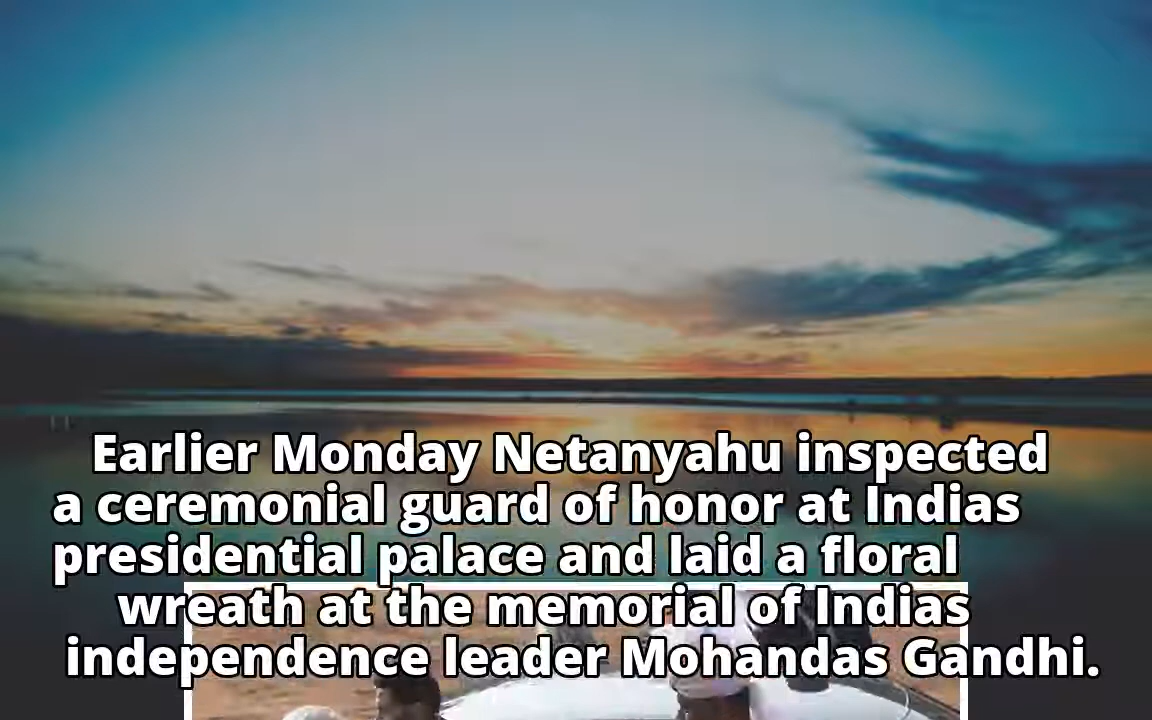 Earlier Monday Netanyahu inspected
a ceremonial guard of honor at Indias
presidential palace and laid a floral
wreath at the memorial of Indias
independence leader Mohandas Gandhi.